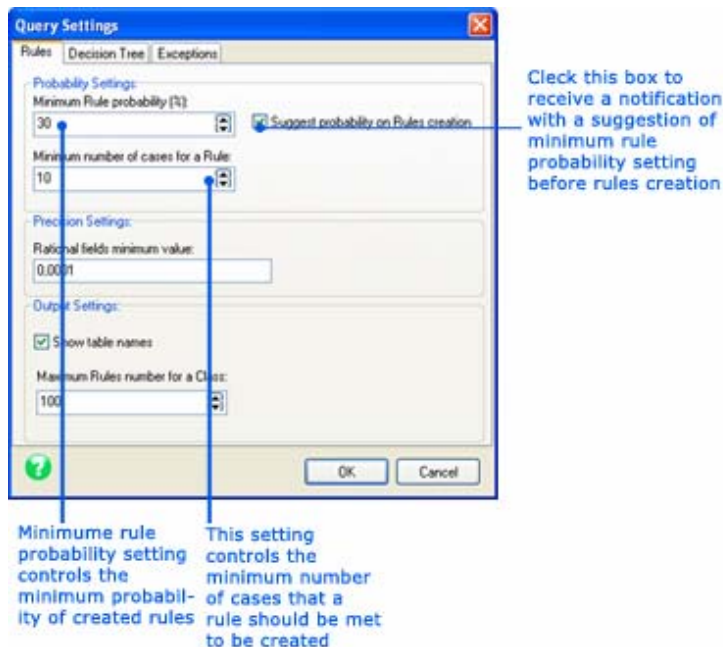 Query Settings
Rules Decision Tree Exceptions
Probability Settings:
Minimum Rule probability (%):
30
Suggest probability on Rules creation
Minimum number of cases for a Rule:
10
Precision Settings:
Rational fields minimum value:
0,0001
Output Settings:
Show table names
Maximum Rules number for a Class:
100
?
OK Cancel
Cleck this box to
receive a notification
with a suggestion of
minimum rule
probability setting
before rules creation
Minimume rule
probability setting
controls the
minimum probabil-
ity of created rules
This setting
controls the
minimum number
of cases that a
rule should be met
to be created